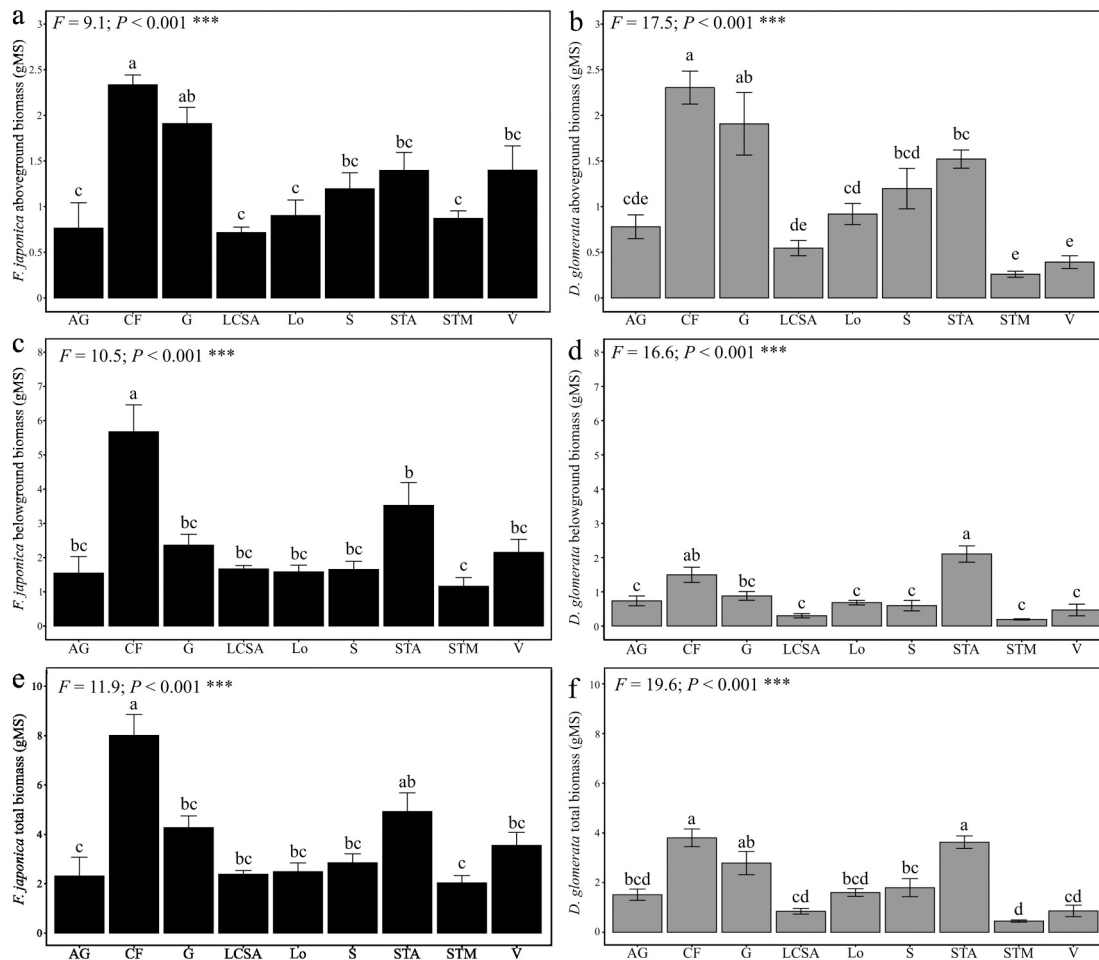 a
F = 9.1; P < 0.001 ***
F. japonica aboveground biomass (gMS)
3
2.5
2
1.5
1
0.5
0
c
a
ab
c
c
bc
bc
c
bc
AG CF G LCSA Lo S STA STM V
b
F = 17.5; P < 0.001 ***
D. glomerata aboveground biomass (gMS)
3
2.5
2
1.5
1
0.5
0
cde
a
ab
de
cd
bcd
bc
e
e
AG CF G LCSA Lo S STA STM V
c
F = 10.5; P < 0.001 ***
F. japonica belowground biomass (gMS)
8
7
6
5
4
3
2
1
0
bc
a
bc
bc
bc
bc
b
c
bc
AG CF G LCSA Lo S STA STM V
d
F = 16.6; P < 0.001 ***
D. glomerata belowground biomass (gMS)
8
7
6
5
4
3
2
1
0
c
ab
bc
c
c
c
a
c
c
AG CF G LCSA Lo S STA STM V
e
F = 11.9; P < 0.001 ***
F. japonica total biomass (gMS)
10
8
6
4
2
0
c
a
bc
bc
bc
bc
ab
c
bc
AG CF G LCSA Lo S STA STM V
f
F = 19.6; P < 0.001 ***
D. glomerata total biomass (gMS)
10
8
6
4
2
0
bcd
a
ab
cd
bcd
bc
a
d
cd
AG CF G LCSA Lo S STA STM V